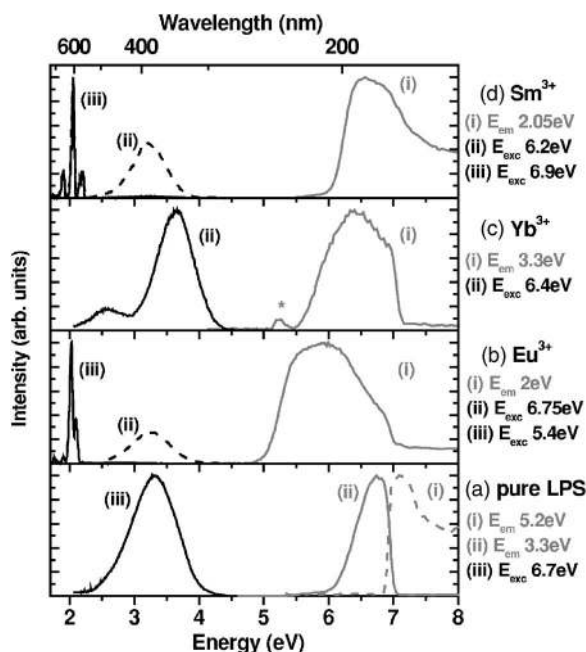 Wavelength (nm)
600 400 200
(iii) (ii) (i)
(d) Sm3+
(i) Eem 2.05eV
(ii) Eexc 6.2eV
(iii) Eexc 6.9eV
(ii) * (i)
(c) Yb3+
(i) Eem 3.3eV
(ii) Eexc 6.4eV
(iii) (ii) (i)
(b) Eu3+
(i) Eem 2eV
(ii) Eexc 6.75eV
(iii) Eexc 5.4eV
(iii) (ii) (i)
(a) pure LPS
(i) Eem 5.2eV
(ii) Eem 3.3eV
(iii) Eexc 6.7eV
Intensity (arb. units)
2 3 4 5 6 7 8
Energy (eV)